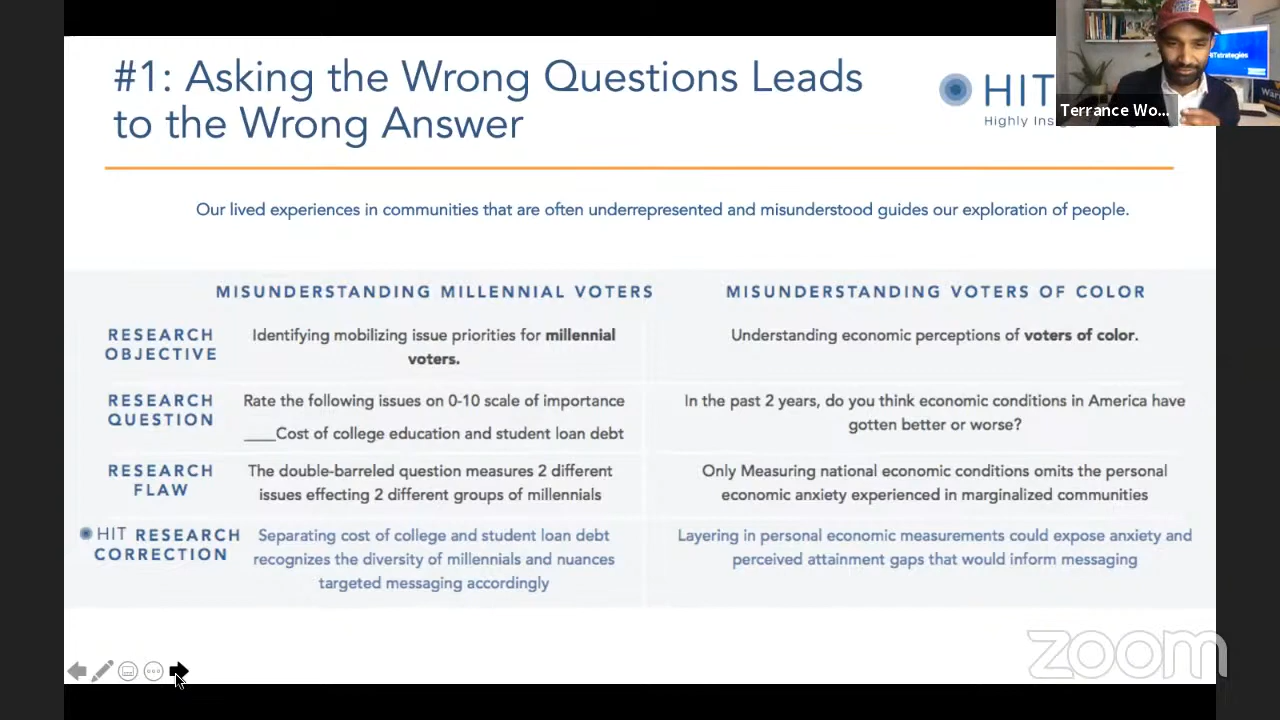 #1: Asking the Wrong Questions Leads
to the Wrong Answer
HIT
Highly
HITstrategies
Terrance Wo...
Our lived experiences in communities that are often underrepresented and misunderstood guides our exploration of people.
MISUNDERSTANDING MILLENNIAL VOTERS
MISUNDERSTANDING VOTERS OF COLOR
RESEARCH
OBJECTIVE
Identifying mobilizing issue priorities for millennial
voters.
Understanding economic perceptions of voters of color.
RESEARCH
QUESTION
Rate the following issues on 0-10 scale of importance
____Cost of college education and student loan debt
In the past 2 years, do you think economic conditions in America have
gotten better or worse?
RESEARCH
FLAW
The double-barreled question measures 2 different
issues effecting 2 different groups of millennials
Only Measuring national economic conditions omits the personal
economic anxiety experienced in marginalized communities
HIT RESEARCH
CORRECTION
Separating cost of college and student loan debt
recognizes the diversity of millennials and nuances
targeted messaging accordingly
Layering in personal economic measurements could expose anxiety and
perceived attainment gaps that would inform messaging
zoom